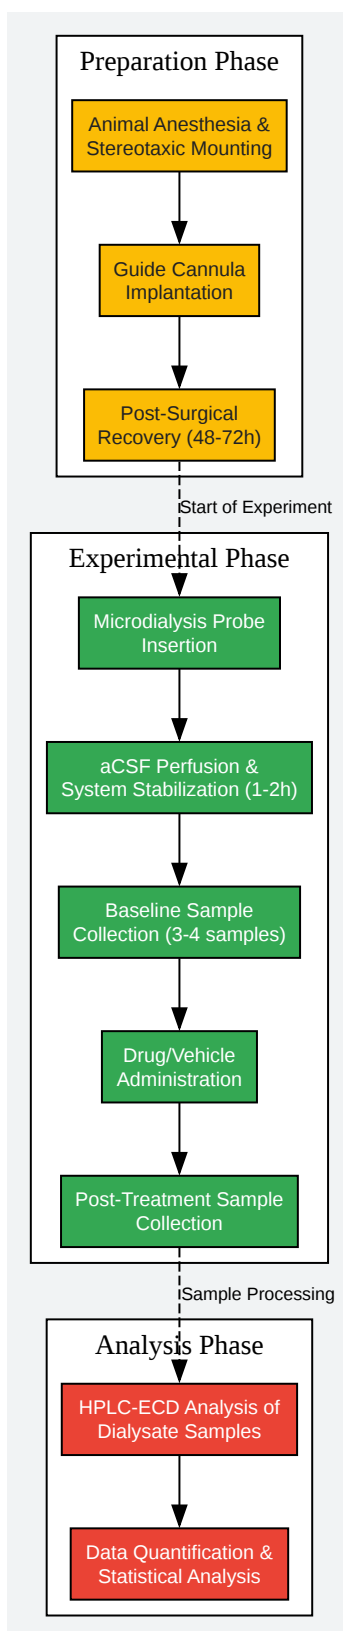 Preparation Phase
Animal Anesthesia &
Stereotaxic Mounting
Guide Cannula
Implantation
Post-Surgical
Recovery (48-72h)
Start of Experiment
Experimental Phase
Microdialysis Probe
Insertion
aCSF Perfusion &
System Stabilization (1-2h)
Baseline Sample
Collection (3-4 samples)
Drug/Vehicle
Administration
Post-Treatment Sample
Collection
Sample Processing
Analysis Phase
HPLC-ECD Analysis of
Dialysate Samples
Data Quantification &
Statistical Analysis